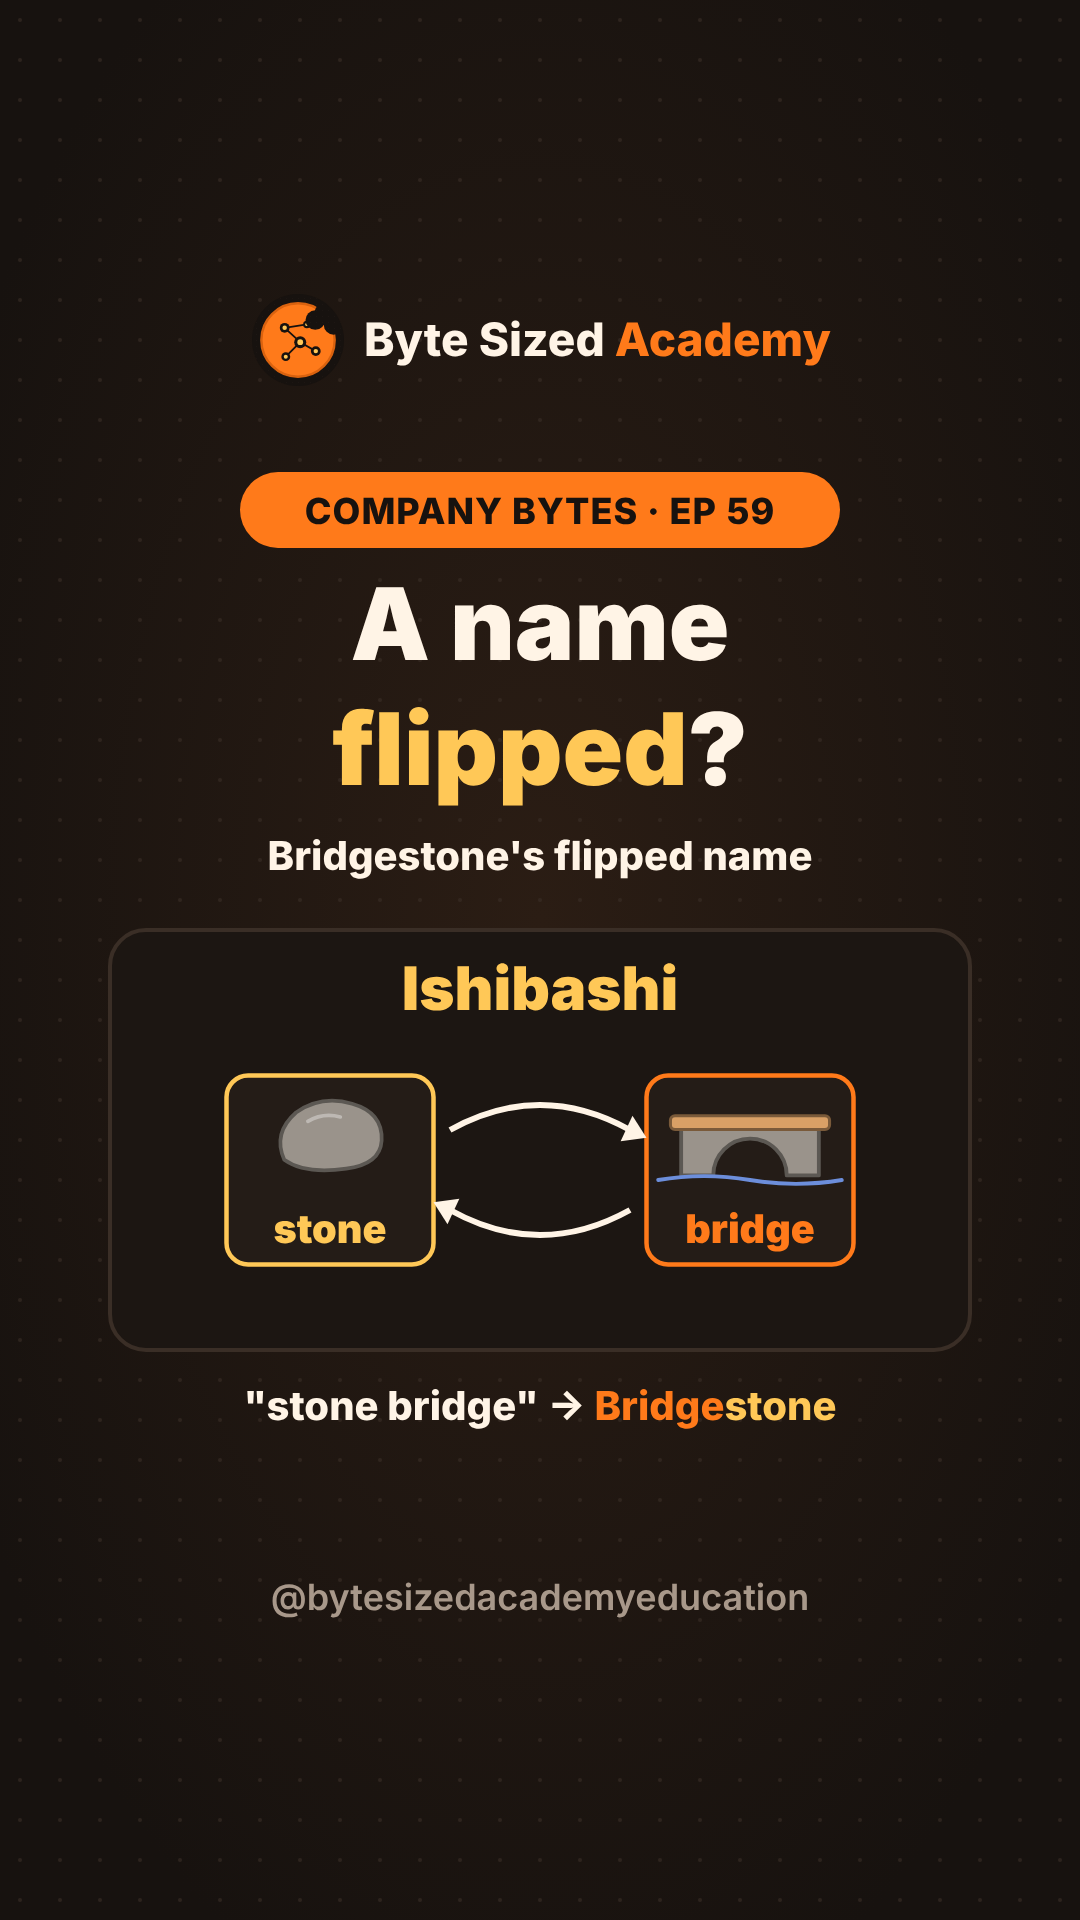 Byte Sized Academy
COMPANY BYTES · EP 59
A name
flipped?
Bridgestone's flipped name
Ishibashi
stone
bridge
"stone bridge" → Bridgestone
@bytesizedacademyeducation